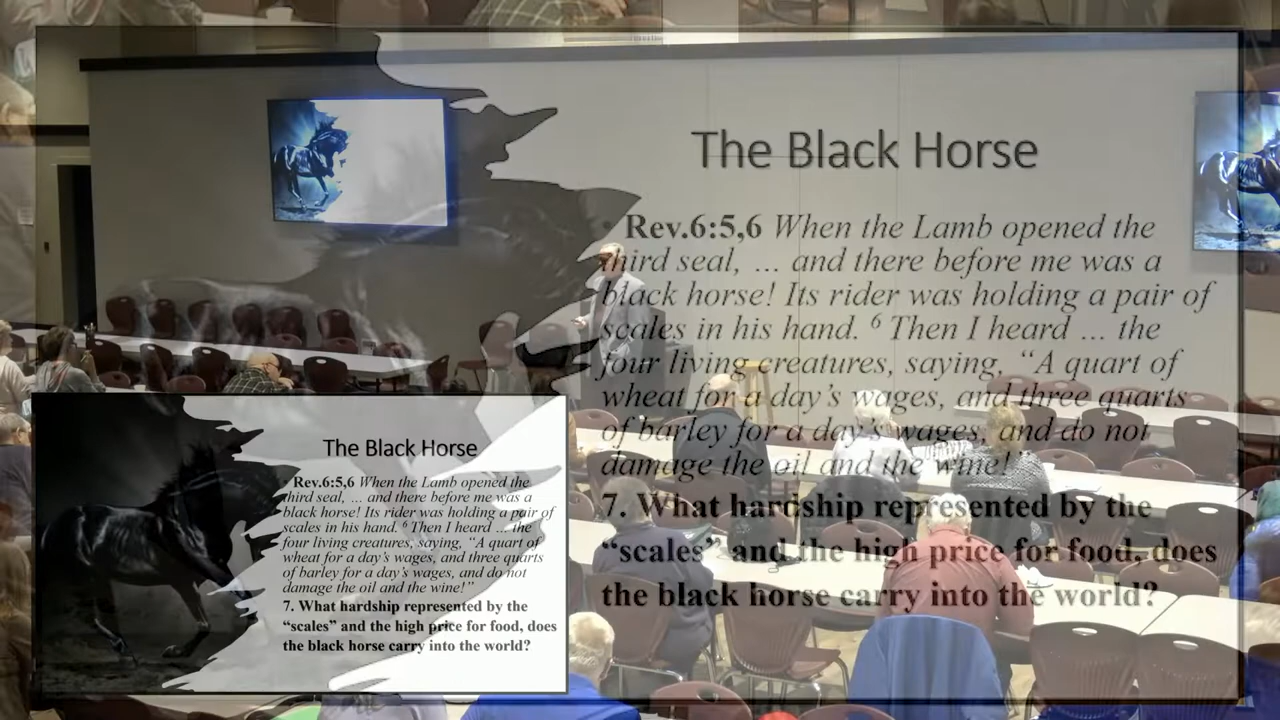 The Black Horse
Rev.6:5,6 When the Lamb opened the
third seal, … and there before me was a
black horse! Its rider was holding a pair of
scales in his hand. ⁶ Then I heard … the
four living creatures, saying, “A quart of
wheat for a day’s wages, and three quarts
of barley for a day’s wages, and do not
damage the oil and the wine!”
7. What hardship represented by the
“scales” and the high price for food, does
the black horse carry into the world?
The Black Horse
Rev.6:5,6 When the Lamb opened the
third seal, … and there before me was a
black horse! Its rider was holding a pair of
scales in his hand. ⁶ Then I heard … the
four living creatures, saying, “A quart of
wheat for a day’s wages, and three quarts
of barley for a day’s wages, and do not
damage the oil and the wine!”
7. What hardship represented by the
“scales” and the high price for food, does
the black horse carry into the world?